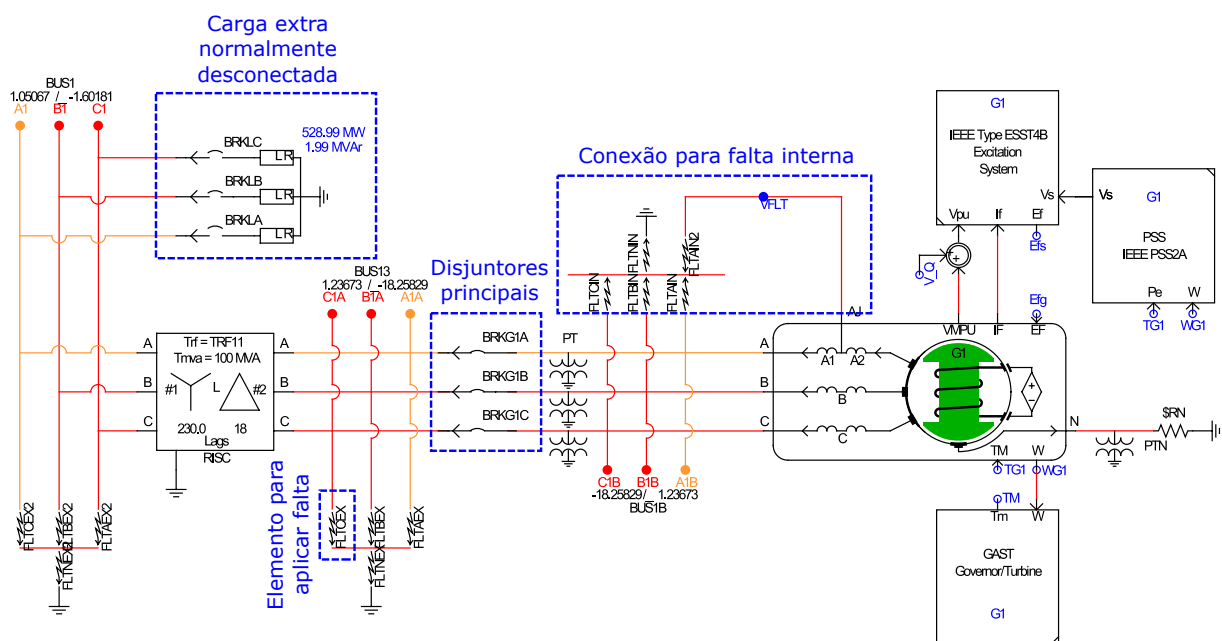 Carga extra
normalmente
desconectada
BUS1
1.05067 /_ -1.60181
A1
B1
C1
BRKLC
BRKLB
BRKLA
LR
LR
LR
528.99 MW
1.99 MVAr
Conexão para falta interna
VFLT
FLTCIN
FLTBIN
FLTNIN
FLTAIN
FLTAIN2
G1
IEEE Type ESST4B
Excitation
System
Vs
Vpu
If
Ef
Efs
V_Q
Vs
G1
PSS
IEEE PSS2A
Pe
W
TG1
WG1
Efg
BUS13
1.23673 /_ -18.25829
C1A
B1A
A1A
Disjuntores
principais
BRKG1A
BRKG1B
BRKG1C
PT
Trf = TRF11
Tmva = 100 MVA
A
B
C
#1
L
#2
230.0
18
Lags
RISC
A
B
C
AJ
A
B
C
A1
A2
B
C
VMPU
IF
EF
G1
TM
W
N
TG1
WG1
PTN
$RN
C1B
B1B
A1B
-18.25829 /_ 1.23673
BUS1B
FLTCEX2
FLTBEX2
FLTNEX2
FLTAEX2
Elemento para
aplicar falta
FLTCEX
FLTBEX
FLTNEX
FLTAEX
TM
Tm
W
GAST
Governor/Turbine
G1